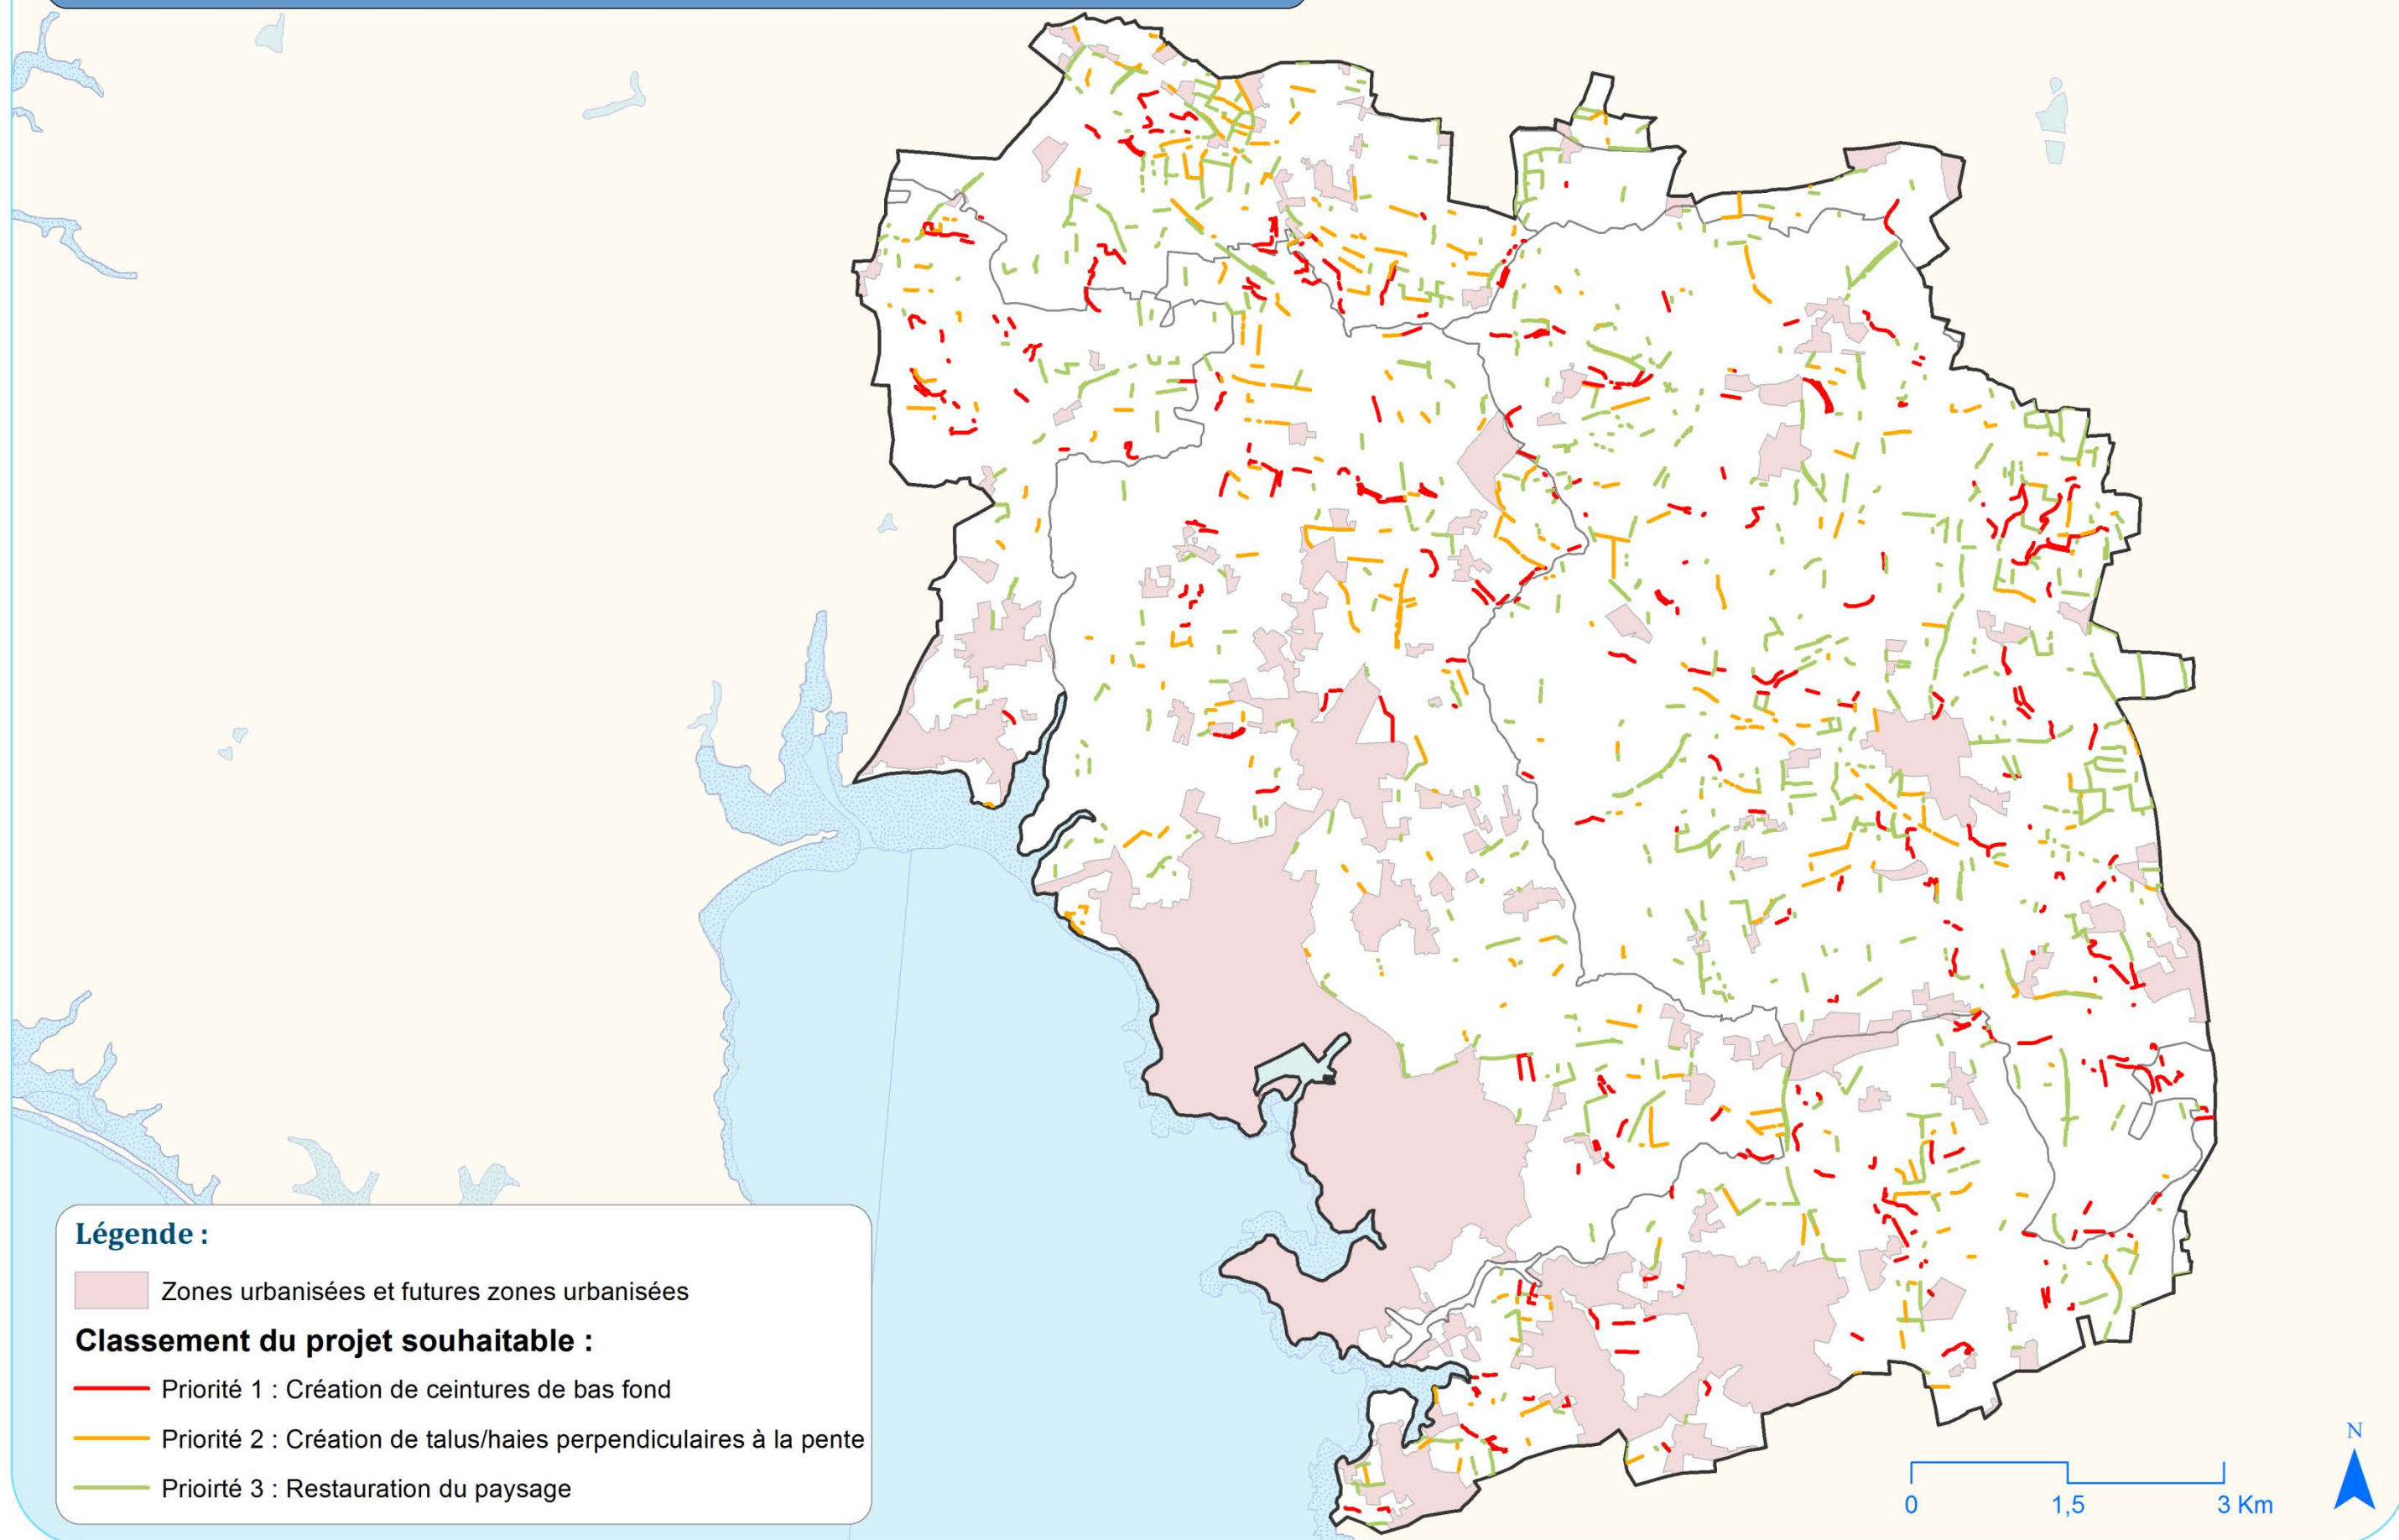 Légende :
Zones urbanisées et futures zones urbanisées
Classement du projet souhaitable :
Priorité 1 : Création de ceintures de bas fond
Priorité 2 : Création de talus/haies perpendiculaires à la pente
Prioirté 3 : Restauration du paysage
N
0 1,5 3 Km